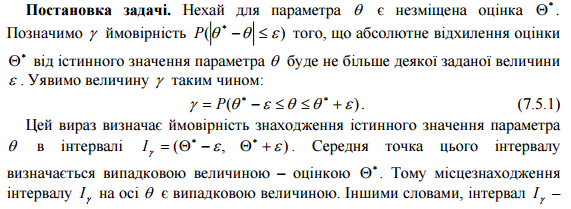 Постановка задачі. Нехай для параметра θ є незміщена оцінка Θ*.
Позначимо γ ймовірність P(|θ* − θ| ≤ ε) того, що абсолютне відхилення оцінки
Θ* від істинного значення параметра θ буде не більше деякої заданої величини
ε. Уявимо величину γ таким чином:
γ = P(θ* − ε ≤ θ ≤ θ* + ε). (7.5.1)
Цей вираз визначає ймовірність знаходження істинного значення параметра
θ в інтервалі Iγ = (Θ* − ε, Θ* + ε). Середня точка цього інтервалу
визначається випадковою величиною – оцінкою Θ*. Тому місцезнаходження
інтервалу Iγ на осі θ є випадковою величиною. Іншими словами, інтервал Iγ –